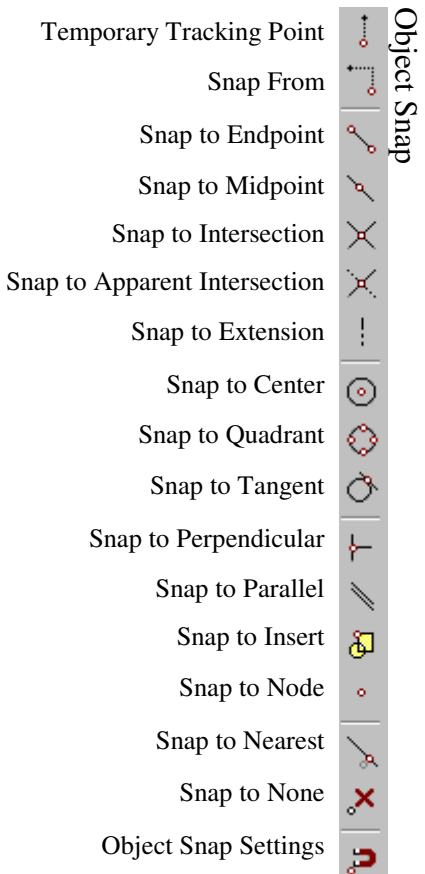 Object Snap
Temporary Tracking Point
Snap From
Snap to Endpoint
Snap to Midpoint
Snap to Intersection
Snap to Apparent Intersection
Snap to Extension
Snap to Center
Snap to Quadrant
Snap to Tangent
Snap to Perpendicular
Snap to Parallel
Snap to Insert
Snap to Node
Snap to Nearest
Snap to None
Object Snap Settings